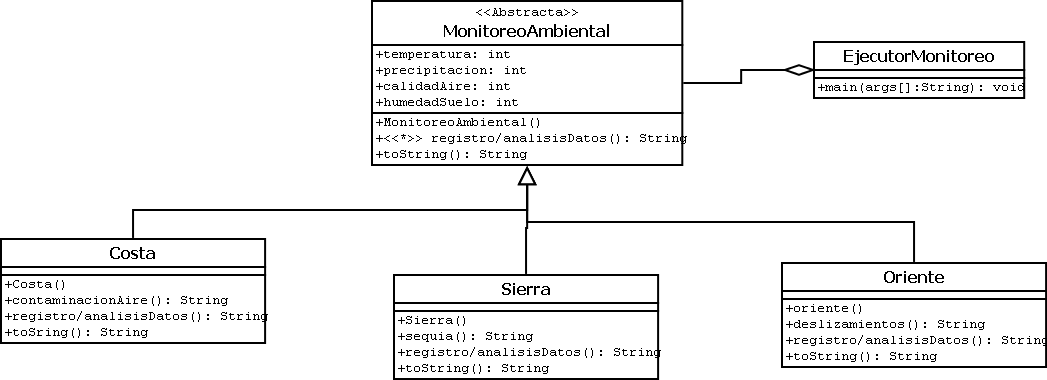 <<Abstracta>>
MonitoreoAmbiental
+temperatura: int
+precipitacion: int
+calidadAire: int
+humedadSuelo: int
+MonitoreoAmbiental()
+<<*>> registro/analisisDatos(): String
+toString(): String
EjecutorMonitoreo
+main(args[]:String): void
Costa
+Costa()
+contaminacionAire(): String
+registro/analisisDatos(): String
+toSring(): String
Sierra
+Sierra()
+sequia(): String
+registro/analisisDatos(): String
+toString(): String
Oriente
+oriente()
+deslizamientos(): String
+registro/analisisDatos(): String
+toString(): String